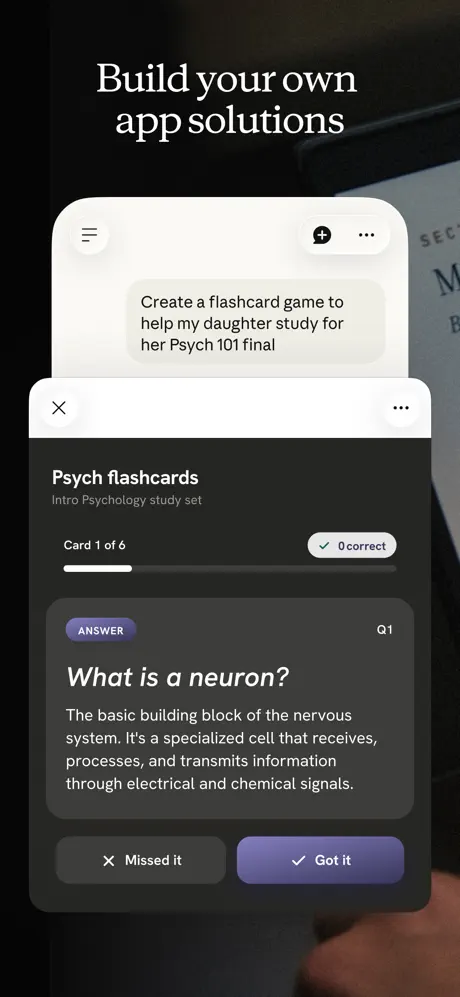 Build your own
app solutions
SECT
M
B
Create a flashcard game to
help my daughter study for
her Psych 101 final
Psych flashcards
Intro Psychology study set
Card 1 of 6
0 correct
ANSWER
Q1
What is a neuron?
The basic building block of the nervous
system. It's a specialized cell that receives,
processes, and transmits information
through electrical and chemical signals.
Missed it
Got it